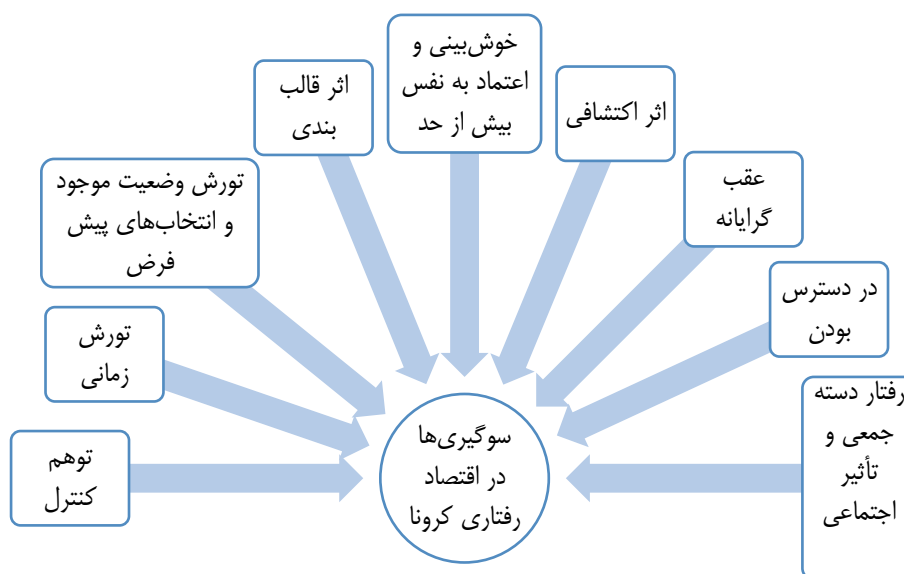 خوش‌بینی و
اعتماد به نفس
بیش از حد
اثر اکتشافی
اثر قالب
بندی
عقب
گرایانه
تورش وضعیت موجود
و انتخاب‌های پیش
فرض
در دسترس
بودن
تورش
زمانی
رفتار دسته
جمعی و
تأثیر
اجتماعی
توهم
کنترل
سوگیری‌ها
در اقتصاد
رفتاری کرونا